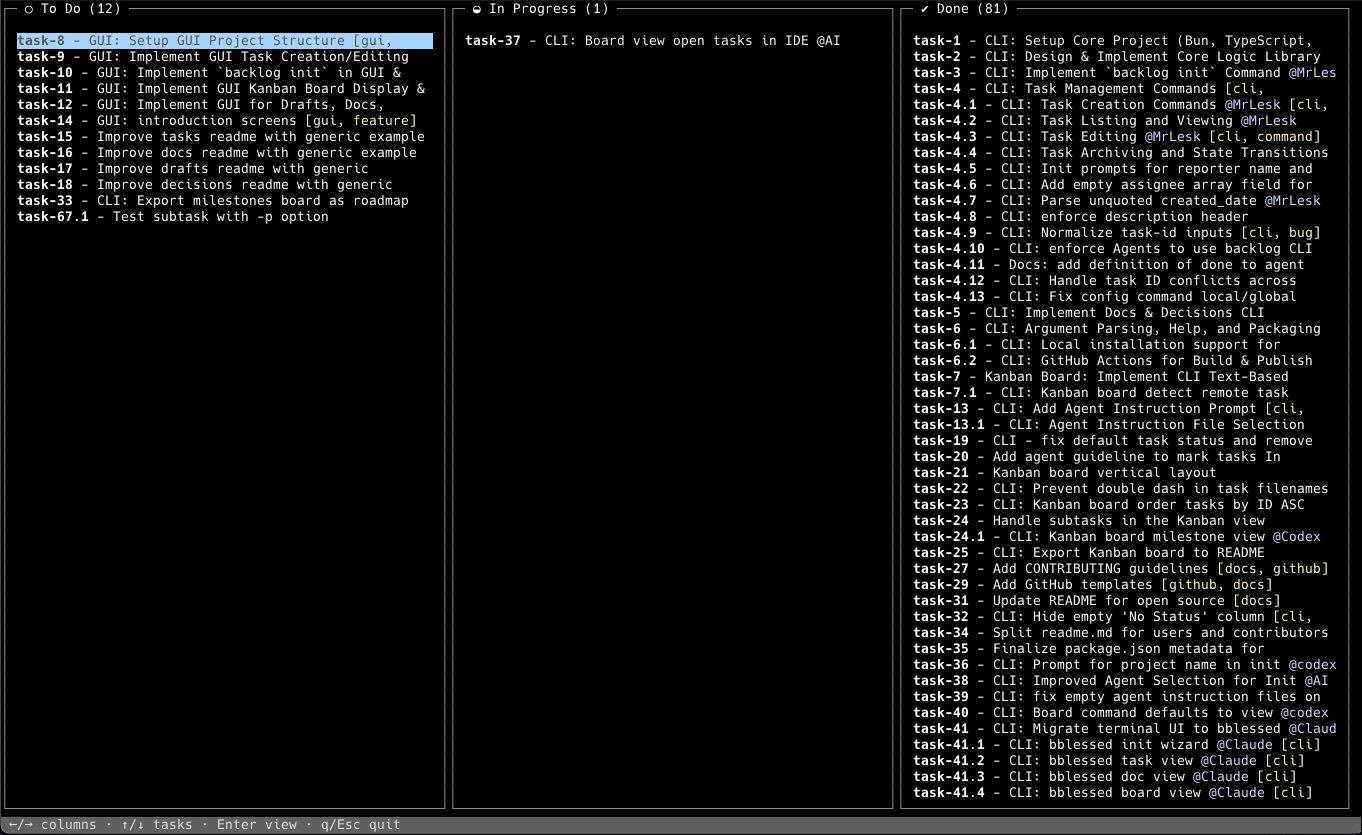 ○ To Do (12)
task-8 - GUI: Setup GUI Project Structure [gui,
task-9 - GUI: Implement GUI Task Creation/Editing
task-10 - GUI: Implement `backlog init` in GUI &
task-11 - GUI: Implement GUI Kanban Board Display &
task-12 - GUI: Implement GUI for Drafts, Docs,
task-14 - GUI: introduction screens [gui, feature]
task-15 - Improve tasks readme with generic example
task-16 - Improve docs readme with generic example
task-17 - Improve drafts readme with generic
task-18 - Improve decisions readme with generic
task-33 - CLI: Export milestones board as roadmap
task-67.1 - Test subtask with -p option
◒ In Progress (1)
task-37 - CLI: Board view open tasks in IDE @AI
✔ Done (81)
task-1 - CLI: Setup Core Project (Bun, TypeScript,
task-2 - CLI: Design & Implement Core Logic Library
task-3 - CLI: Implement `backlog init` Command @MrLes
task-4 - CLI: Task Management Commands [cli,
task-4.1 - CLI: Task Creation Commands @MrLesk [cli,
task-4.2 - CLI: Task Listing and Viewing @MrLesk
task-4.3 - CLI: Task Editing @MrLesk [cli, command]
task-4.4 - CLI: Task Archiving and State Transitions
task-4.5 - CLI: Init prompts for reporter name and
task-4.6 - CLI: Add empty assignee array field for
task-4.7 - CLI: Parse unquoted created_date @MrLesk
task-4.8 - CLI: enforce description header
task-4.9 - CLI: Normalize task-id inputs [cli, bug]
task-4.10 - CLI: enforce Agents to use backlog CLI
task-4.11 - Docs: add definition of done to agent
task-4.12 - CLI: Handle task ID conflicts across
task-4.13 - CLI: Fix config command local/global
task-5 - CLI: Implement Docs & Decisions CLI
task-6 - CLI: Argument Parsing, Help, and Packaging
task-6.1 - CLI: Local installation support for
task-6.2 - CLI: GitHub Actions for Build & Publish
task-7 - Kanban Board: Implement CLI Text-Based
task-7.1 - CLI: Kanban board detect remote task
task-13 - CLI: Add Agent Instruction Prompt [cli,
task-13.1 - CLI: Agent Instruction File Selection
task-19 - CLI - fix default task status and remove
task-20 - Add agent guideline to mark tasks In
task-21 - Kanban board vertical layout
task-22 - CLI: Prevent double dash in task filenames
task-23 - CLI: Kanban board order tasks by ID ASC
task-24 - Handle subtasks in the Kanban view
task-24.1 - CLI: Kanban board milestone view @Codex
task-25 - CLI: Export Kanban board to README
task-27 - Add CONTRIBUTING guidelines [docs, github]
task-29 - Add GitHub templates [github, docs]
task-31 - Update README for open source [docs]
task-32 - CLI: Hide empty 'No Status' column [cli,
task-34 - Split readme.md for users and contributors
task-35 - Finalize package.json metadata for
task-36 - CLI: Prompt for project name in init @codex
task-38 - CLI: Improved Agent Selection for Init @AI
task-39 - CLI: fix empty agent instruction files on
task-40 - CLI: Board command defaults to view @codex
task-41 - CLI: Migrate terminal UI to bblessed @Claud
task-41.1 - CLI: bblessed init wizard @Claude [cli]
task-41.2 - CLI: bblessed task view @Claude [cli]
task-41.3 - CLI: bblessed doc view @Claude [cli]
task-41.4 - CLI: bblessed board view @Claude [cli]
←/→ columns · ↑/↓ tasks · Enter view · q/Esc quit